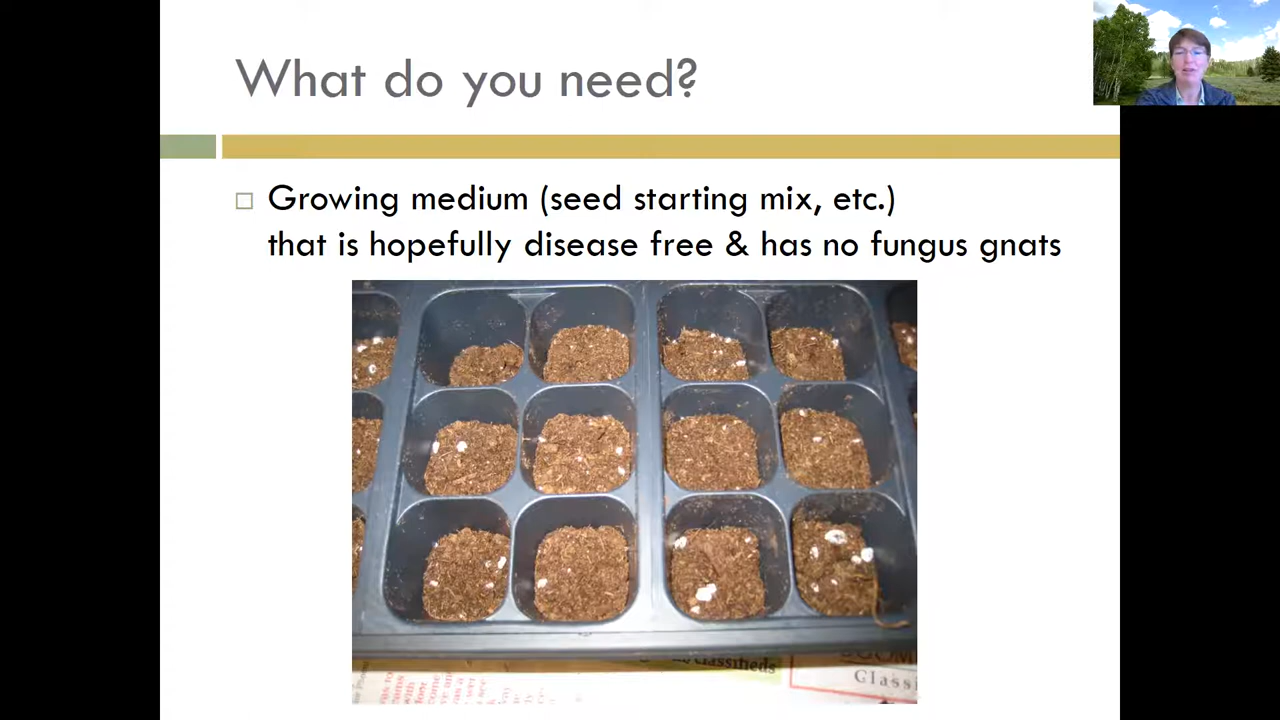 What do you need?
Growing medium (seed starting mix, etc.)
that is hopefully disease free & has no fungus gnats
Classifieds